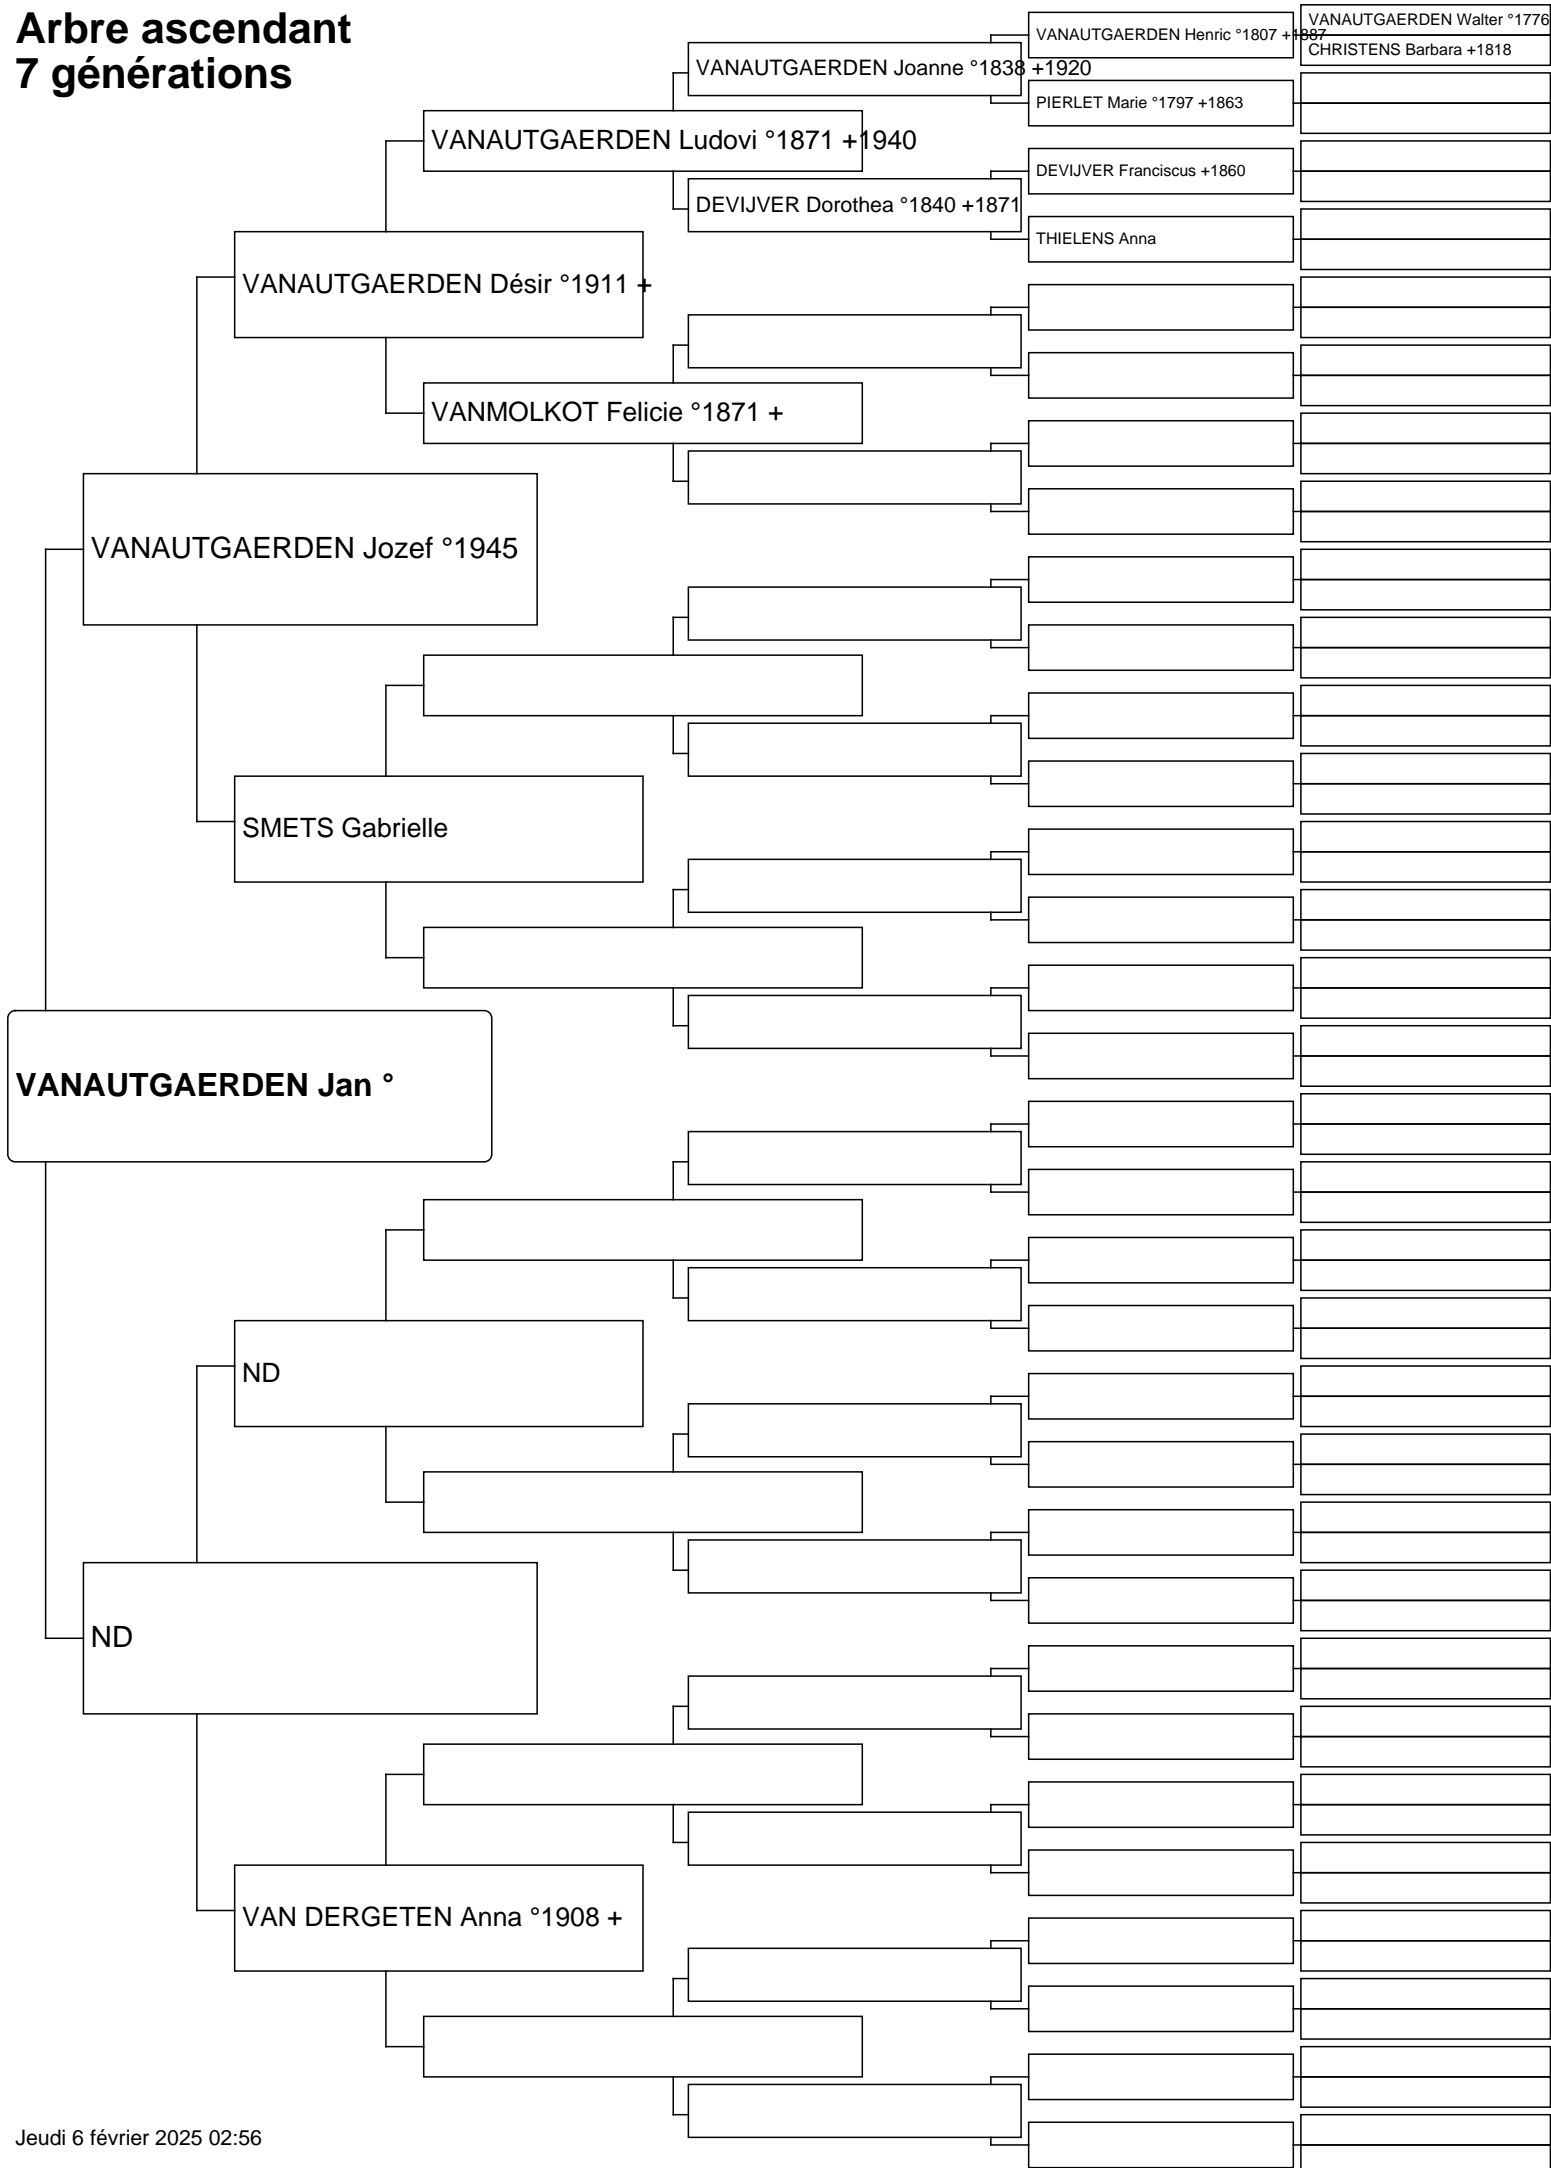 Arbre ascendant
7 générations
VANAUTGAERDEN Walter °1776
VANAUTGAERDEN Henric °1807 +1887
CHRISTENS Barbara +1818
VANAUTGAERDEN Joanne °1838 +1920
PIERLET Marie °1797 +1863
VANAUTGAERDEN Ludovi °1871 +1940
DEVIJVER Franciscus +1860
DEVIJVER Dorothea °1840 +1871
THIELENS Anna
VANAUTGAERDEN Désir °1911 +
VANMOLKOT Felicie °1871 +
VANAUTGAERDEN Jozef °1945
SMETS Gabrielle
VANAUTGAERDEN Jan °
ND
ND
VAN DERGETEN Anna °1908 +
Jeudi 6 février 2025 02:56